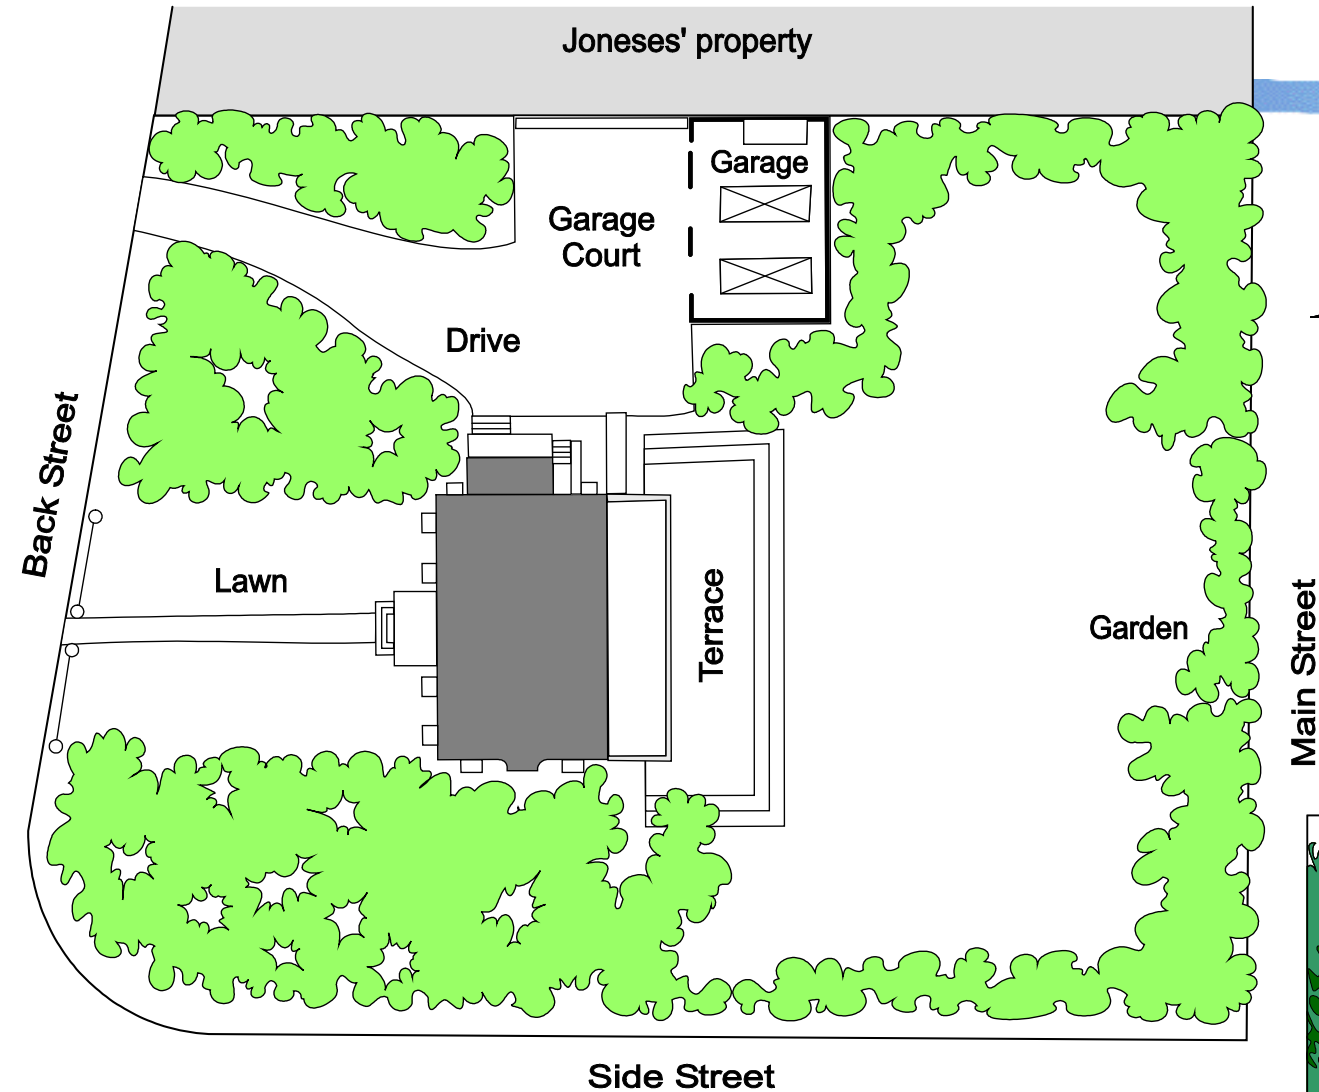 Joneses' property
Garage
Garage
Court
Drive
Back Street
Lawn
Terrace
Garden
Main Street
Side Street